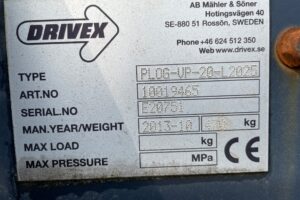 DRIVEX
AB Mähler & Söner
Hotingsvägen 40
SE-880 51 Rossön, SWEDEN
Phone +46 624 512 350
Web www.drivex.se
TYPE PLOG-VP-20-L2025
ART.NO 10019465
SERIAL.NO E20751
MAN.YEAR/WEIGHT 2013-10 kg
MAX LOAD kg
MAX PRESSURE MPa
CE